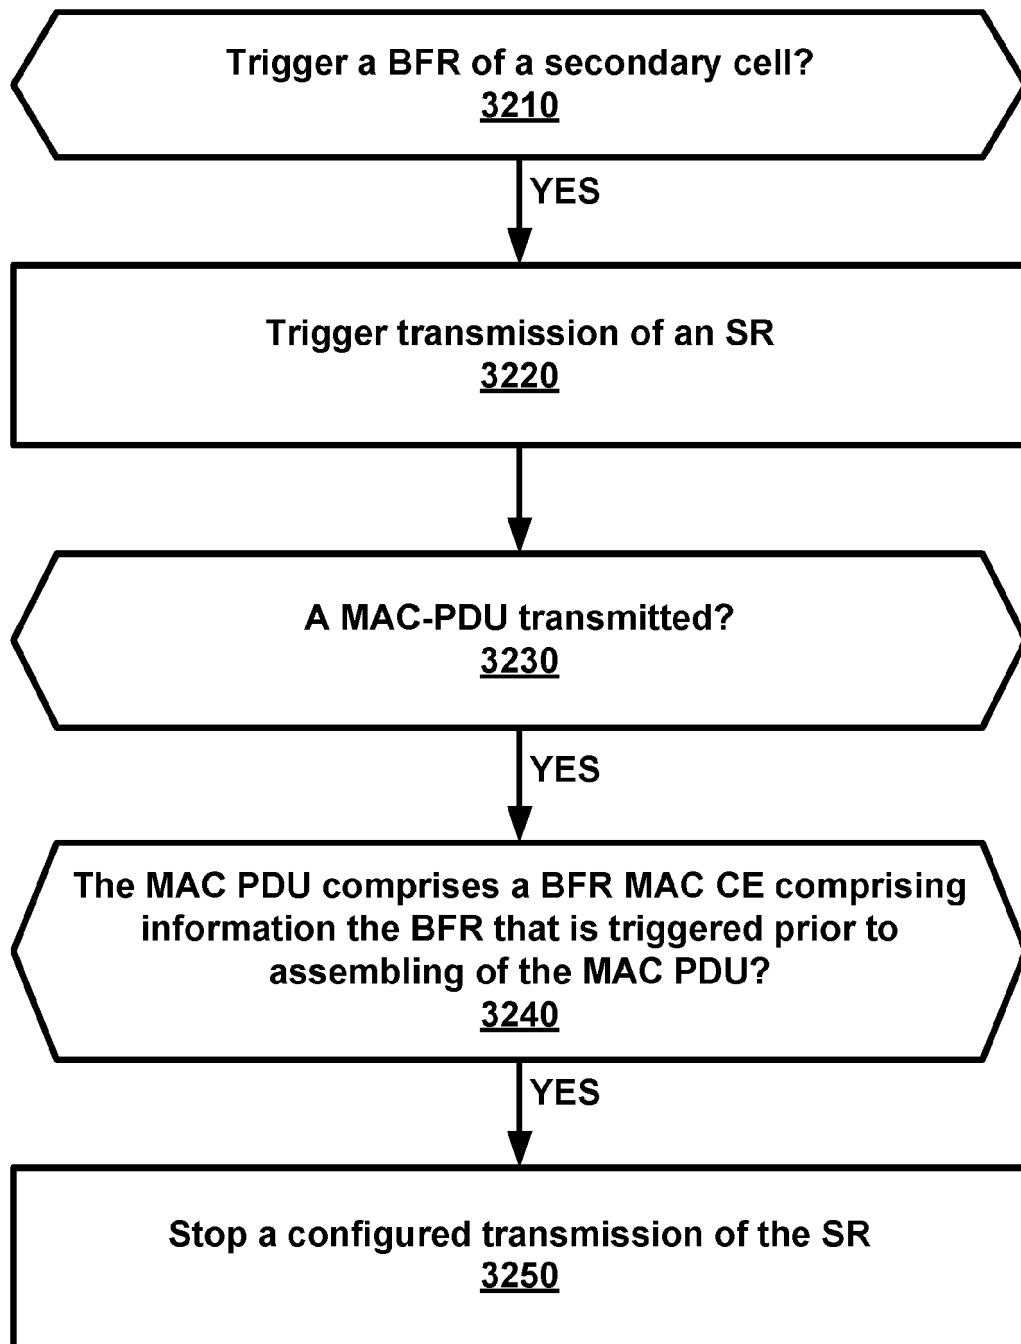 Trigger a BFR of a secondary cell?
3210
YES
Trigger transmission of an SR
3220
A MAC-PDU transmitted?
3230
YES
The MAC PDU comprises a BFR MAC CE comprising
information the BFR that is triggered prior to
assembling of the MAC PDU?
3240
YES
Stop a configured transmission of the SR
3250